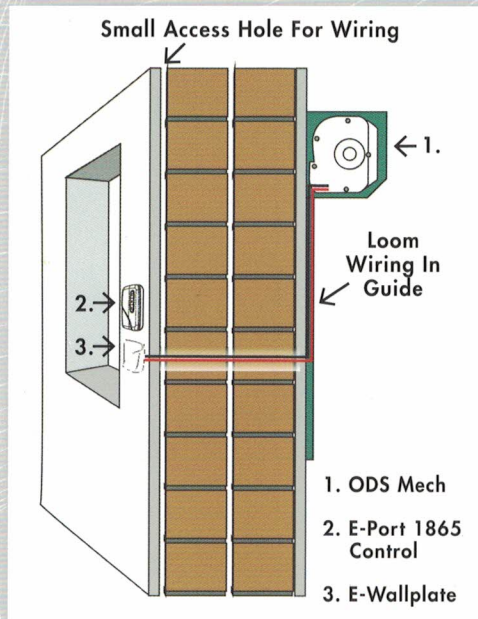 Small Access Hole For Wiring
1.
Loom
Wiring In
Guide
2.
3.
1. ODS Mech
2. E-Port 1865
Control
3. E-Wallplate